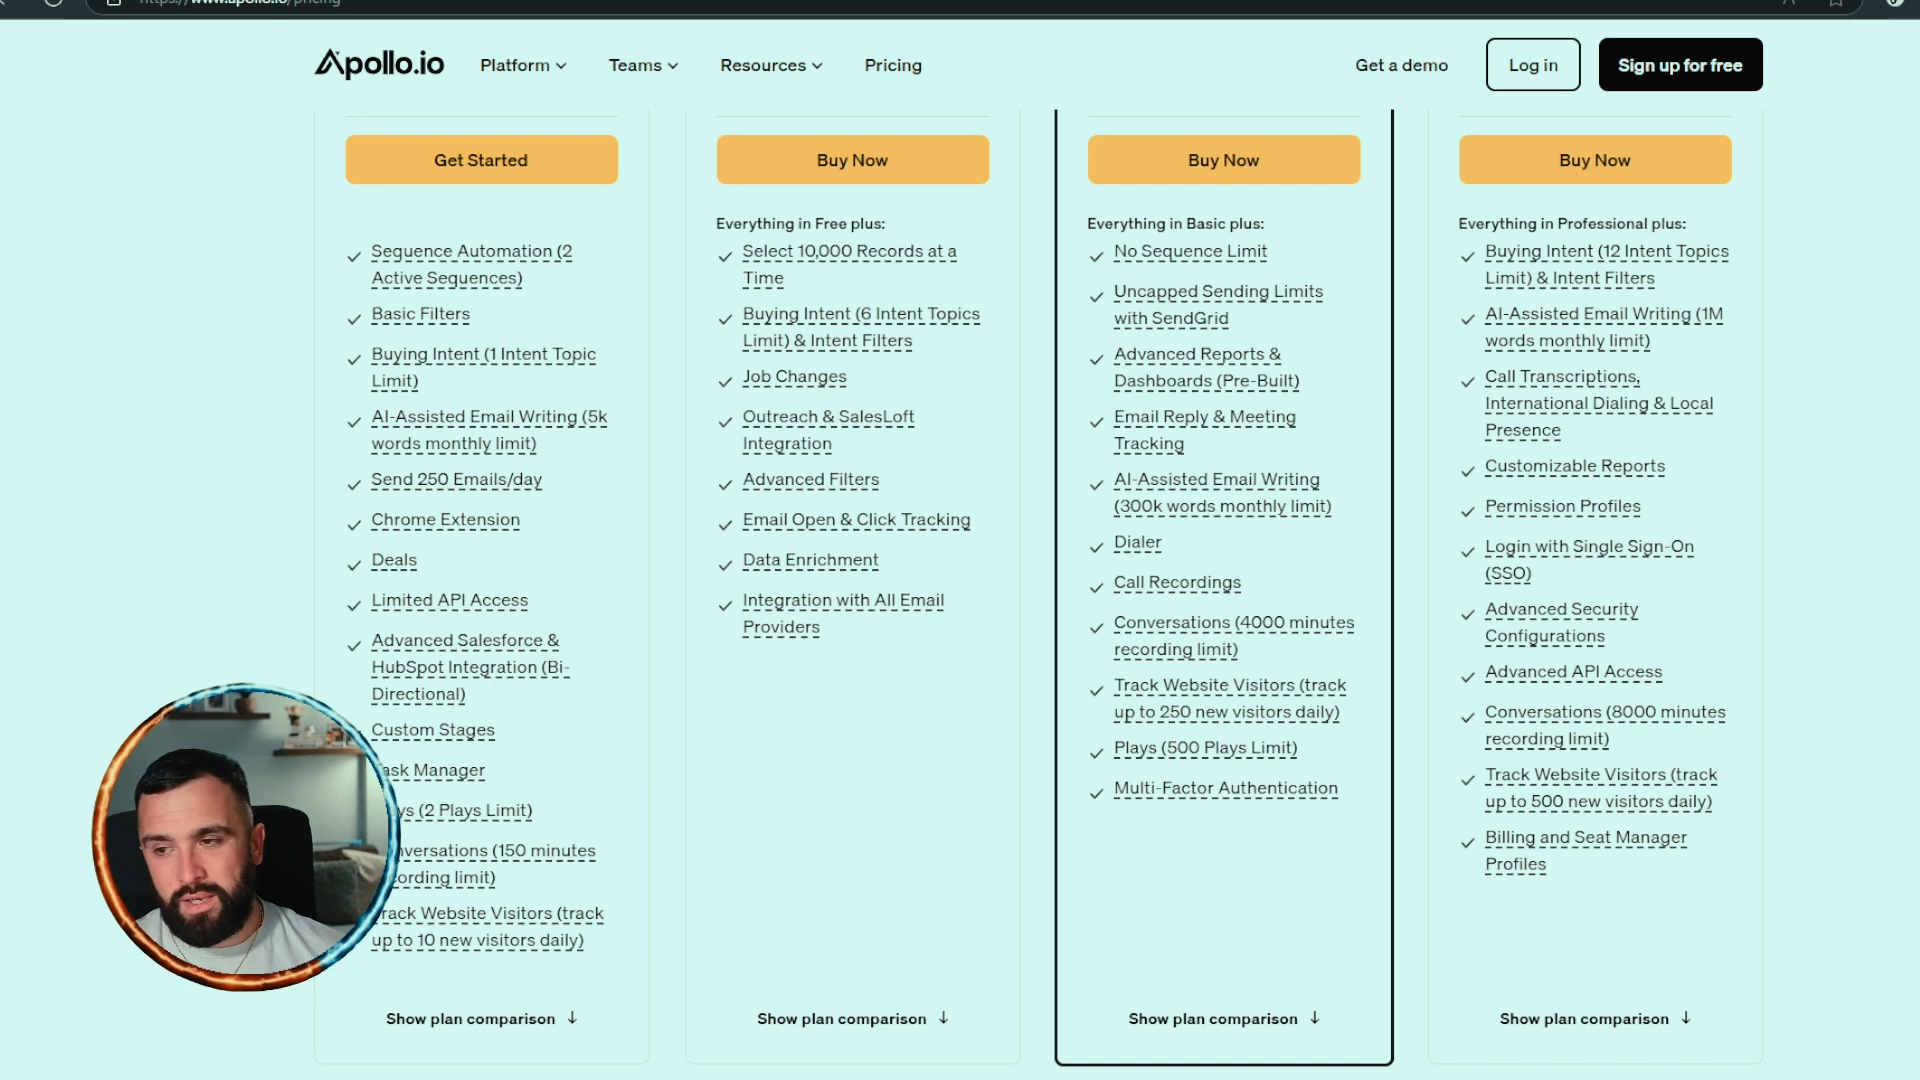 Apollo.io
Platform
Teams
Resources
Pricing
Get a demo
Log in
Sign up for free
Get Started
Sequence Automation (2
Active Sequences)
Basic Filters
Buying Intent (1 Intent Topic
Limit)
AI-Assisted Email Writing (5k
words monthly limit)
Send 250 Emails/day
Chrome Extension
Deals
Limited API Access
Advanced Salesforce &
HubSpot Integration (Bi-
Directional)
Custom Stages
ask Manager
ys (2 Plays Limit)
nversations (150 minutes
cording limit)
rack Website Visitors (track
up to 10 new visitors daily)
Show plan comparison ↓
Buy Now
Everything in Free plus:
Select 10,000 Records at a
Time
Buying Intent (6 Intent Topics
Limit) & Intent Filters
Job Changes
Outreach & SalesLoft
Integration
Advanced Filters
Email Open & Click Tracking
Data Enrichment
Integration with All Email
Providers
Show plan comparison ↓
Buy Now
Everything in Basic plus:
No Sequence Limit
Uncapped Sending Limits
with SendGrid
Advanced Reports &
Dashboards (Pre-Built)
Email Reply & Meeting
Tracking
AI-Assisted Email Writing
(300k words monthly limit)
Dialer
Call Recordings
Conversations (4000 minutes
recording limit)
Track Website Visitors (track
up to 250 new visitors daily)
Plays (500 Plays Limit)
Multi-Factor Authentication
Show plan comparison ↓
Buy Now
Everything in Professional plus:
Buying Intent (12 Intent Topics
Limit) & Intent Filters
AI-Assisted Email Writing (1M
words monthly limit)
Call Transcriptions,
International Dialing & Local
Presence
Customizable Reports
Permission Profiles
Login with Single Sign-On
(SSO)
Advanced Security
Configurations
Advanced API Access
Conversations (8000 minutes
recording limit)
Track Website Visitors (track
up to 500 new visitors daily)
Billing and Seat Manager
Profiles
Show plan comparison ↓